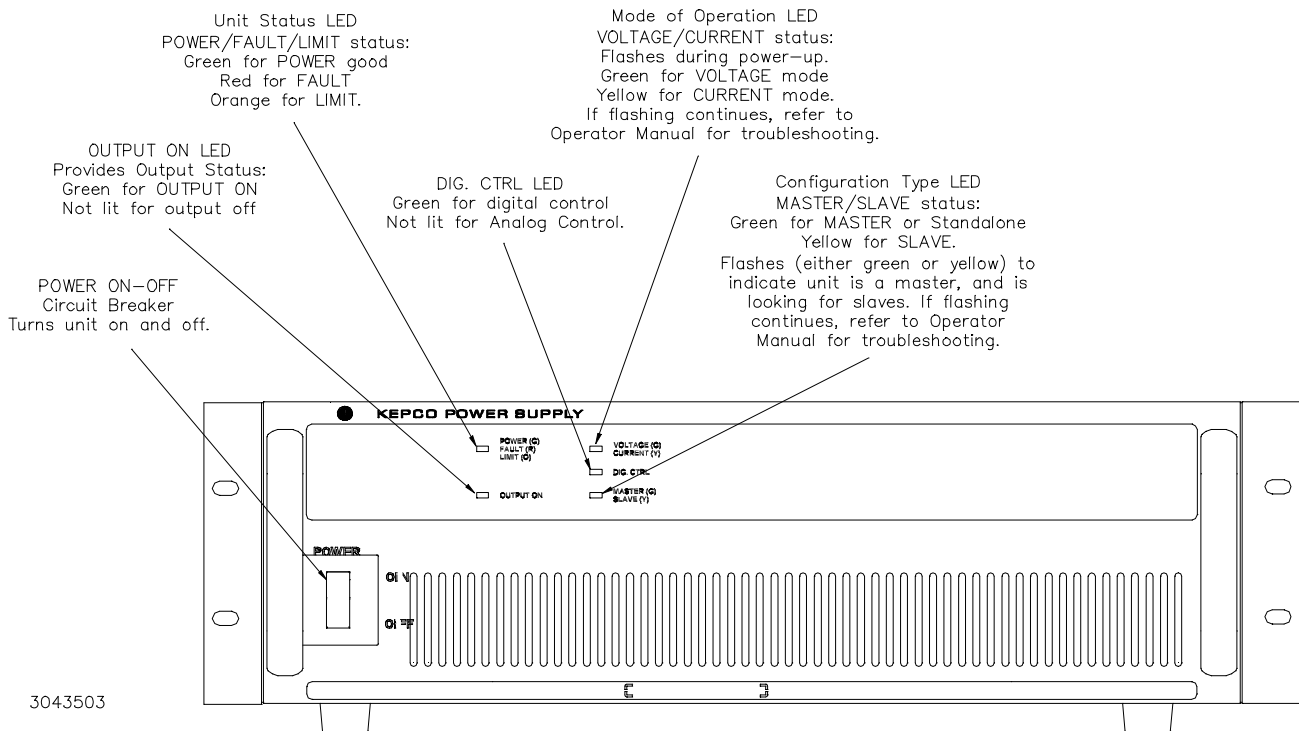 Unit Status LED
POWER/FAULT/LIMIT status:
Green for POWER good
Red for FAULT
Orange for LIMIT.
Mode of Operation LED
VOLTAGE/CURRENT status:
Flashes during power-up.
Green for VOLTAGE mode
Yellow for CURRENT mode.
If flashing continues, refer to
Operator Manual for troubleshooting.
OUTPUT ON LED
Provides Output Status:
Green for OUTPUT ON
Not lit for output off
DIG. CTRL LED
Green for digital control
Not lit for Analog Control.
Configuration Type LED
MASTER/SLAVE status:
Green for MASTER or Standalone
Yellow for SLAVE.
Flashes (either green or yellow) to
indicate unit is a master, and is
looking for slaves. If flashing
continues, refer to Operator
Manual for troubleshooting.
POWER ON-OFF
Circuit Breaker
Turns unit on and off.
KEPCO POWER SUPPLY
POWER (G)
FAULT (R)
LIMIT (O)
VOLTAGE (G)
CURRENT (Y)
DIG. CTRL
OUTPUT ON
MASTER (G)
SLAVE (Y)
POWER
ON
OFF
3043503